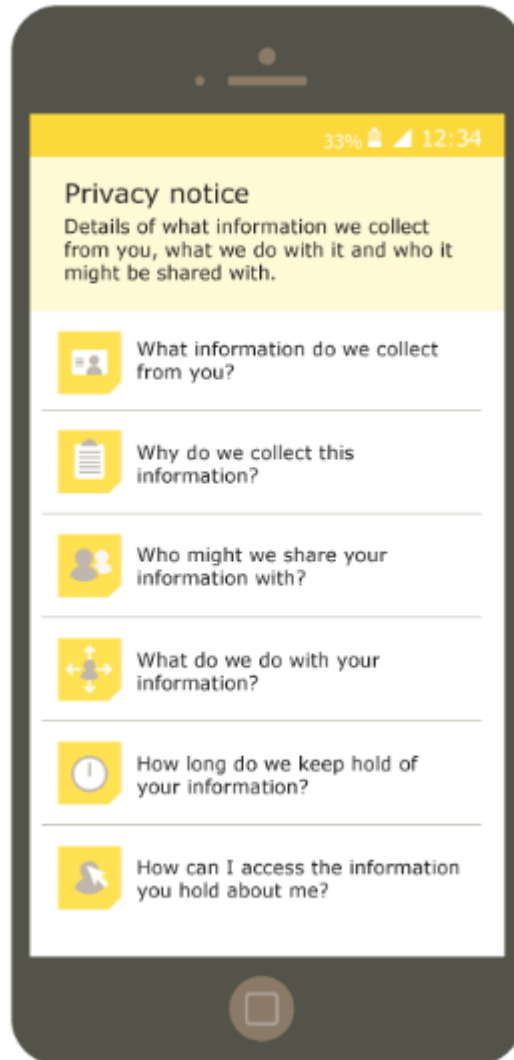 33% 12:34
Privacy notice
Details of what information we collect
from you, what we do with it and who it
might be shared with.
What information do we collect
from you?
Why do we collect this
information?
Who might we share your
information with?
What do we do with your
information?
How long do we keep hold of
your information?
How can I access the information
you hold about me?